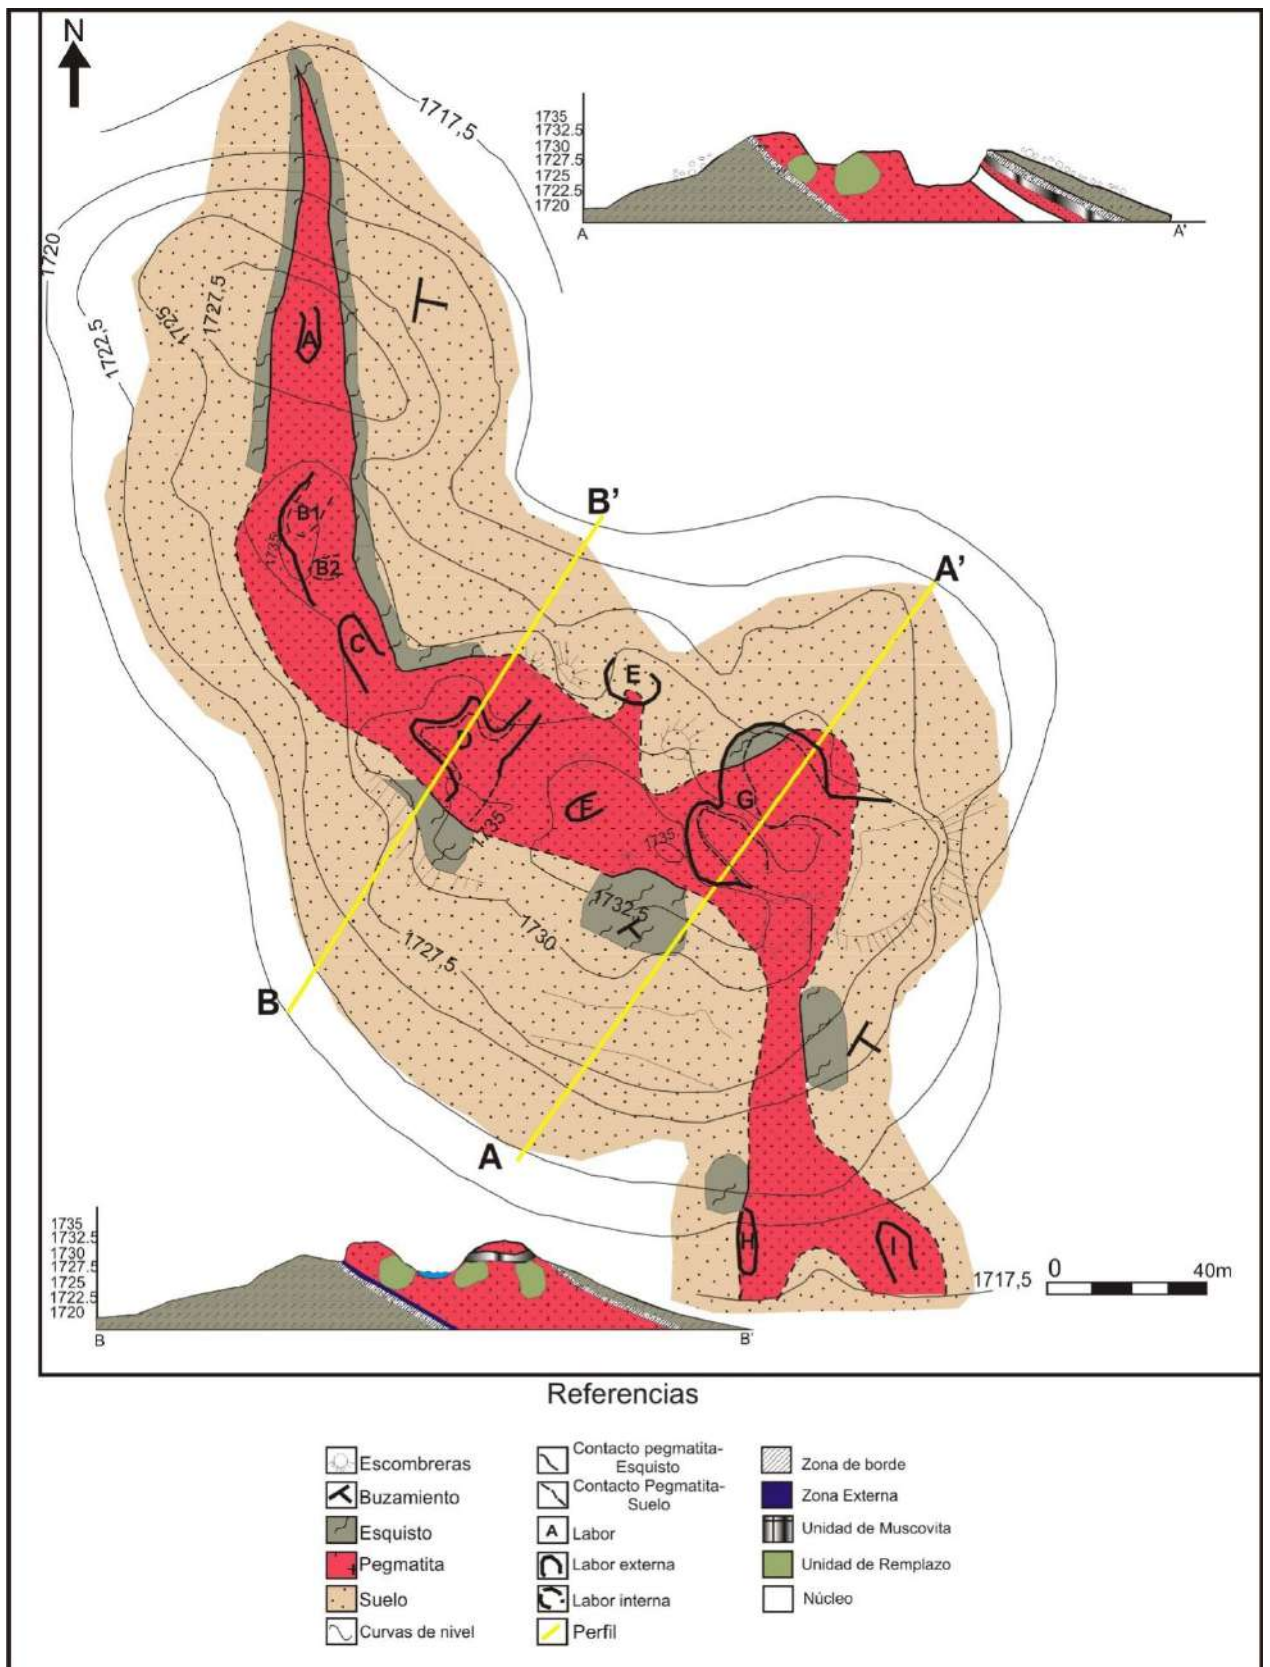 N
1717,5
1735
1732.5
1730
1727.5
1725
1722.5
1720
A
A'
1720
1722,5
1725
1727,5
A
B'
B1
1735
B2
A'
C
E
D
G
F
1735
1735
1732,5
1730
1727,5
B
A
H
I
1717,5
0 40m
1735
1732.5
1730
1727.5
1725
1722.5
1720
B
B'
Referencias
Escombreras
Buzamiento
Esquisto
Pegmatita
Suelo
Curvas de nivel
Contacto pegmatita-
Esquisto
Contacto Pegmatita-
Suelo
A Labor
Labor externa
Labor interna
Perfil
Zona de borde
Zona Externa
Unidad de Muscovita
Unidad de Remplazo
Núcleo